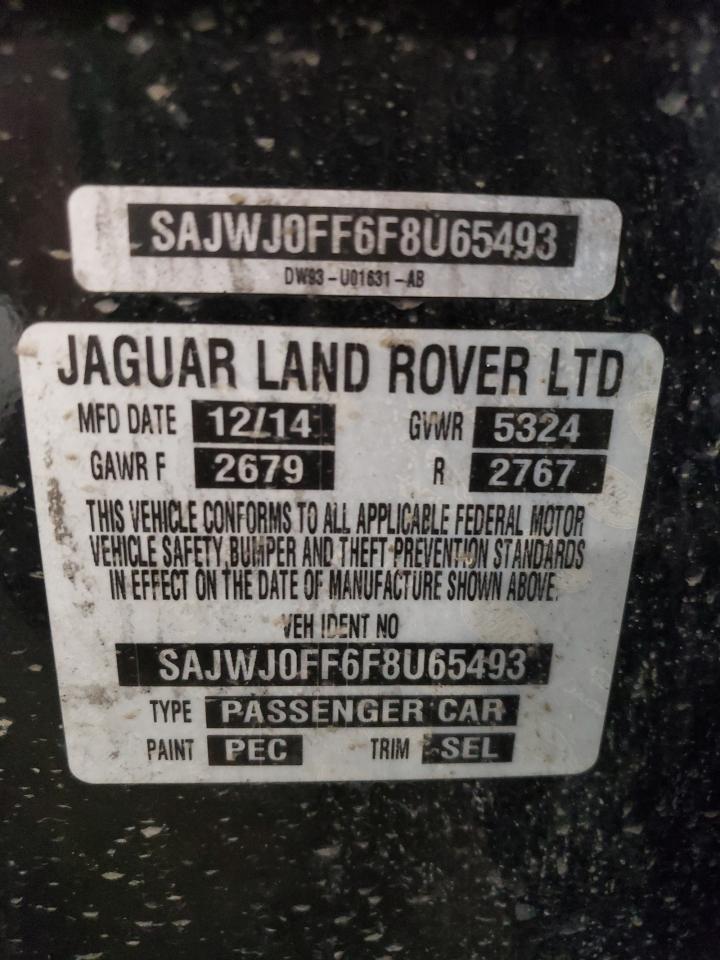 SAJWJ0FF6F8U65493
DW93-U01631-AB
JAGUAR LAND ROVER LTD
MFD DATE 12/14 GVWR 5324
GAWR F 2679 R 2767
THIS VEHICLE CONFORMS TO ALL APPLICABLE FEDERAL MOTOR
VEHICLE SAFETY, BUMPER AND THEFT PREVENTION STANDARDS
IN EFFECT ON THE DATE OF MANUFACTURE SHOWN ABOVE.
VEH IDENT NO
SAJWJ0FF6F8U65493
TYPE PASSENGER CAR
PAINT PEC TRIM SEL